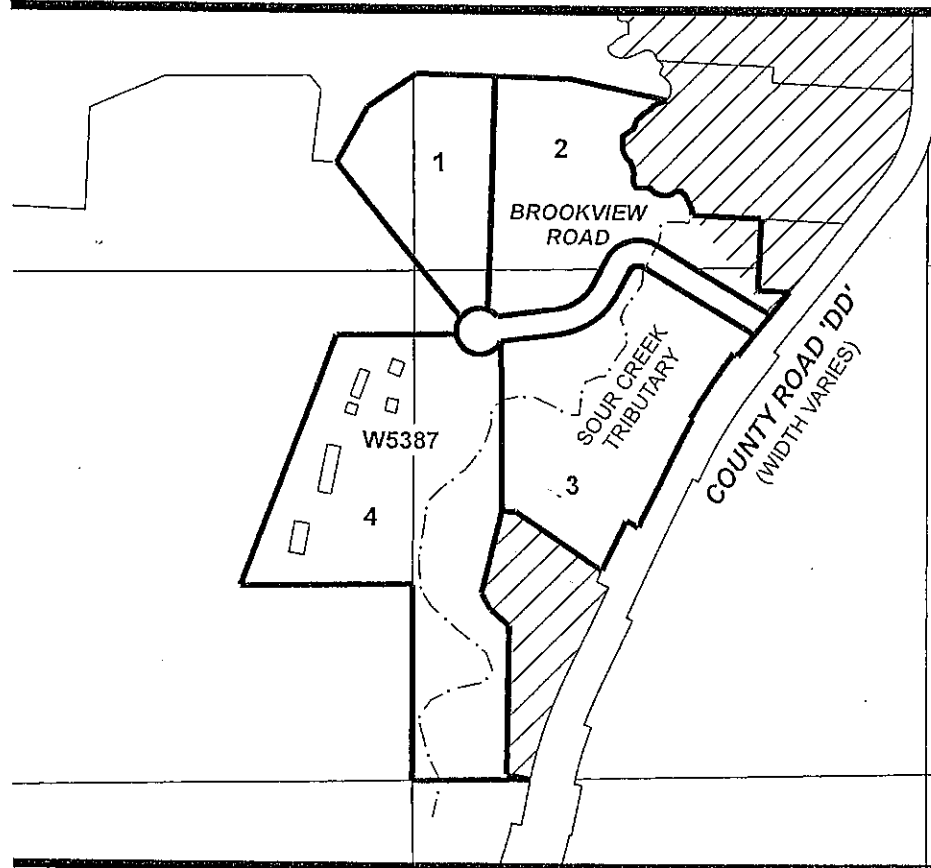 1
2
BROOKVIEW
ROAD
SOUR CREEK
TRIBUTARY
COUNTY ROAD 'DD'
(WIDTH VARIES)
W5387
3
4